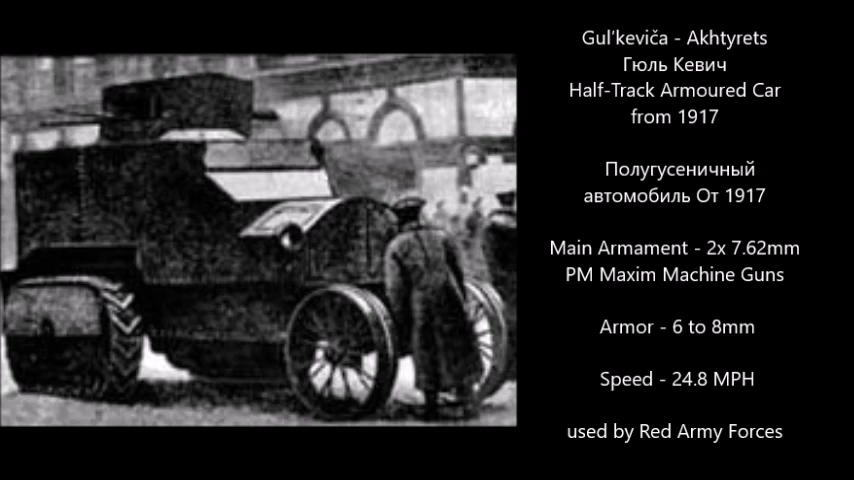 Gul'keviča - Akhtyrets
Гюль Кевич
Half-Track Armoured Car
from 1917
Полугусеничный
автомобиль От 1917
Main Armament - 2x 7.62mm
PM Maxim Machine Guns
Armor - 6 to 8mm
Speed - 24.8 MPH
used by Red Army Forces